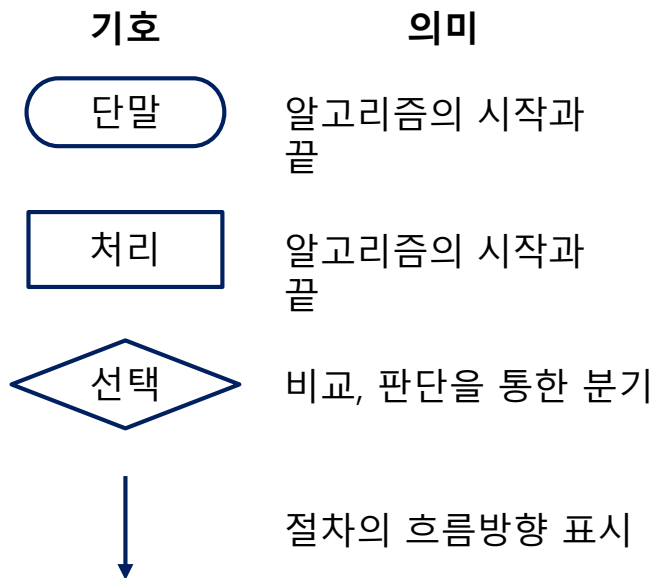 기호 의미
단말 알고리즘의 시작과
끝
처리 알고리즘의 시작과
끝
선택 비교, 판단을 통한 분기
절차의 흐름방향 표시